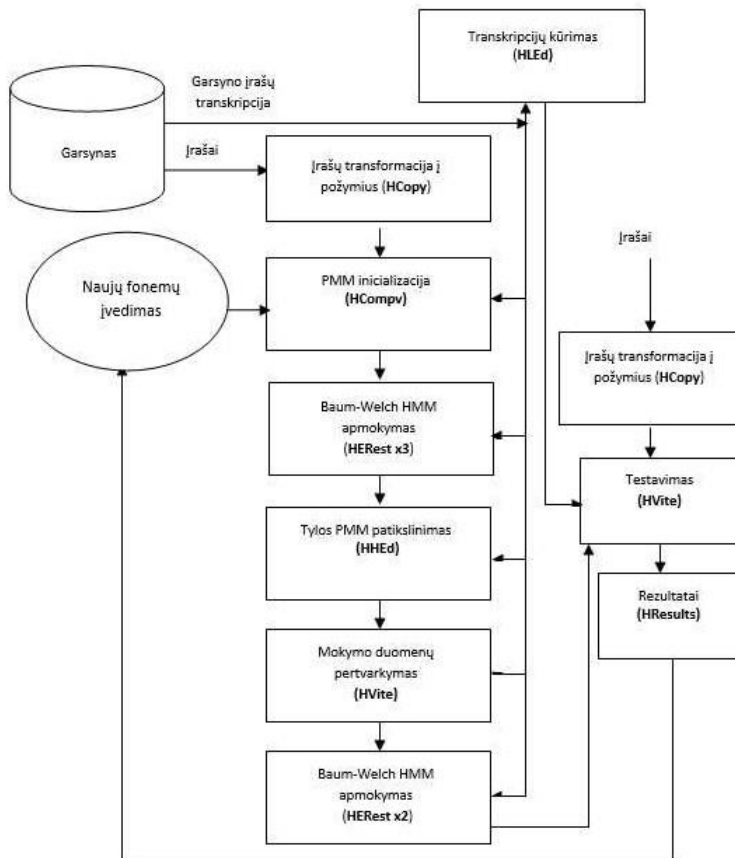 Transkripcijų kūrimas
(HLEd)
Garsyno įrašų
transkripcija
Garsynas
Įrašai
Įrašų transformacija į
požymius (HCopy)
Naujų fonemų
įvedimas
PMM inicializacija
(HCompv)
Baum-Welch HMM
apmokymas
(HERest x3)
Tylos PMM patikslinimas
(HHEd)
Mokymo duomenų
pertvarkymas
(HVite)
Baum-Welch HMM
apmokymas
(HERest x2)
Įrašai
Įrašų transformacija į
požymius (HCopy)
Testavimas
(HVite)
Rezultatai
(HResults)